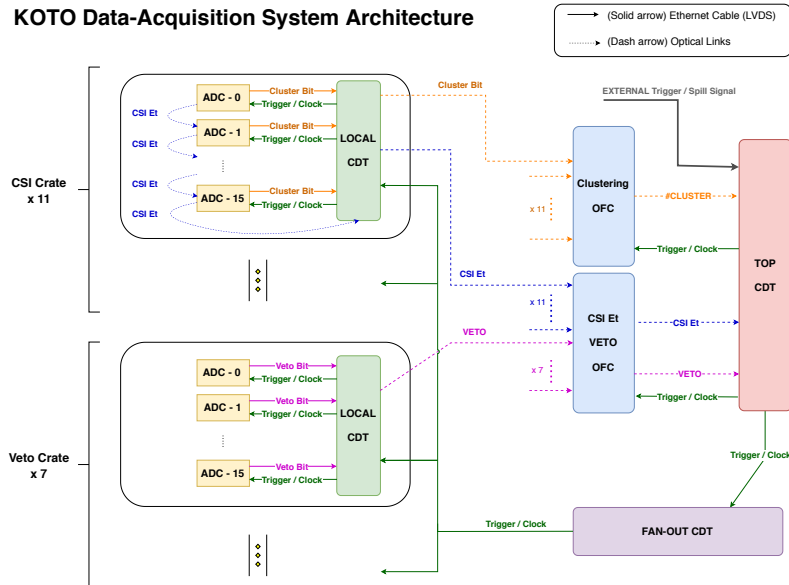 KOTO Data-Acquisition System Architecture
(Solid arrow) Ethernet Cable (LVDS)
(Dash arrow) Optical Links
CSI Crate
x 11
ADC - 0
Cluster Bit
Trigger / Clock
CSI Et
ADC - 1
Cluster Bit
Trigger / Clock
CSI Et
...
CSI Et
ADC - 15
Cluster Bit
Trigger / Clock
CSI Et
LOCAL
CDT
Cluster Bit
EXTERNAL Trigger / Spill Signal
x 11
Clustering
OFC
#CLUSTER
Trigger / Clock
TOP
CDT
CSI Et
x 11
CSI Et
VETO
OFC
CSI Et
VETO
x 7
VETO
Trigger / Clock
Veto Crate
x 7
ADC - 0
Veto Bit
Trigger / Clock
ADC - 1
Veto Bit
Trigger / Clock
...
ADC - 15
Veto Bit
Trigger / Clock
LOCAL
CDT
Trigger / Clock
Trigger / Clock
FAN-OUT CDT